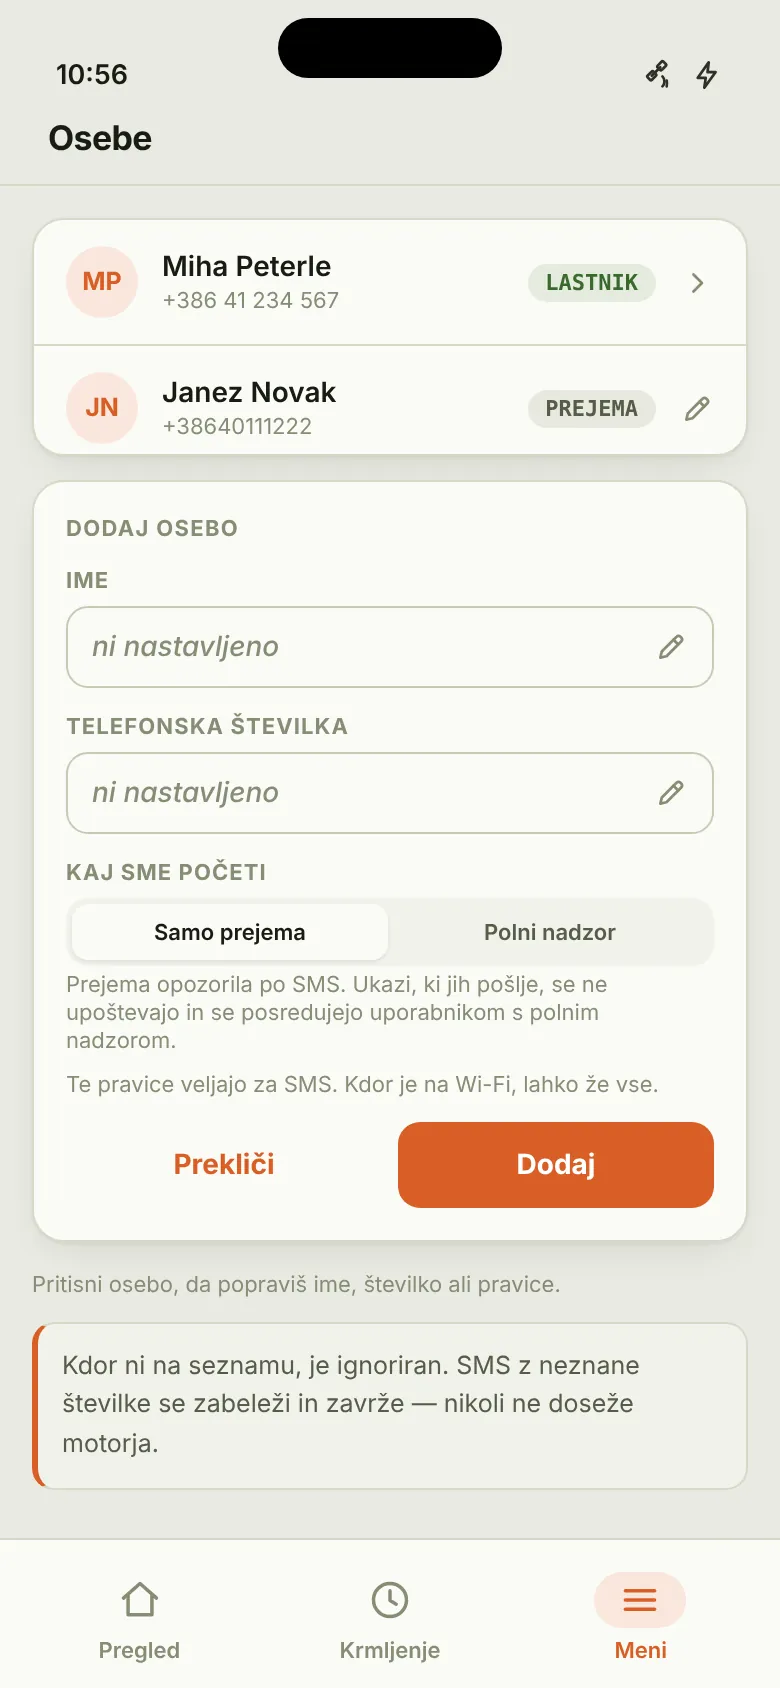 10:56
Osebe
MP
Miha Peterle
+386 41 234 567
LASTNIK
JN
Janez Novak
+38640111222
PREJEMA
DODAJ OSEBO
IME
ni nastavljeno
TELEFONSKA ŠTEVILKA
ni nastavljeno
KAJ SME POČETI
Samo prejema
Polni nadzor
Prejema opozorila po SMS. Ukazi, ki jih pošlje, se ne
upoštevajo in se posredujejo uporabnikom s polnim
nadzorom.
Te pravice veljajo za SMS. Kdor je na Wi-Fi, lahko že vse.
Prekliči
Dodaj
Pritisni osebo, da popraviš ime, številko ali pravice.
Kdor ni na seznamu, je ignoriran. SMS z neznane
številke se zabeleži in zavrže — nikoli ne doseže
motorja.
Pregled
Krmljenje
Meni